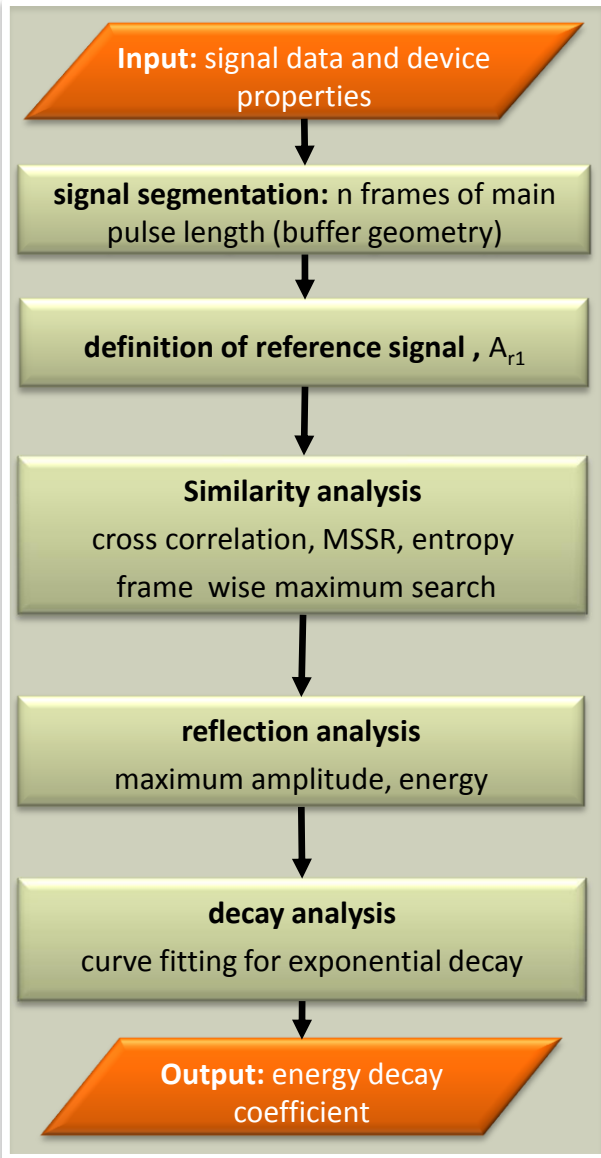 Input: signal data and device
properties
signal segmentation: n frames of main
pulse length (buffer geometry)
definition of reference signal , Ar1
Similarity analysis
cross correlation, MSSR, entropy
frame wise maximum search
reflection analysis
maximum amplitude, energy
decay analysis
curve fitting for exponential decay
Output: energy decay
coefficient